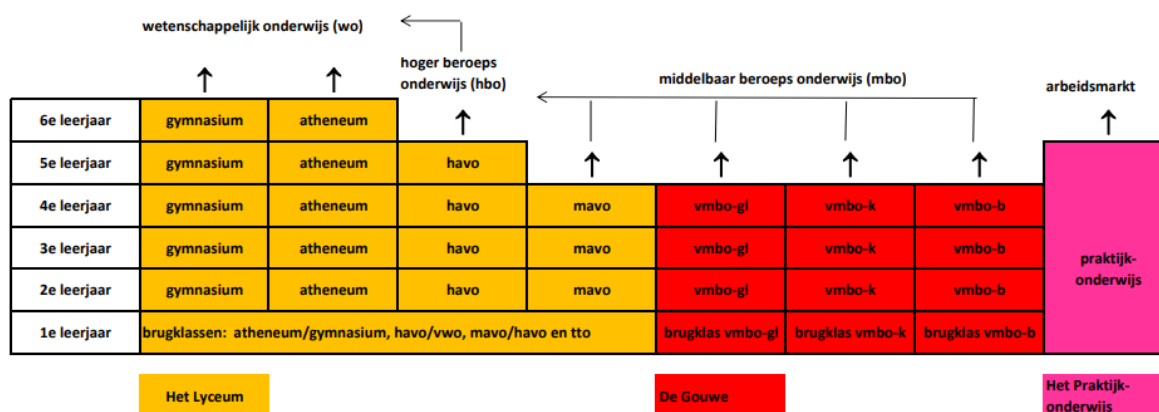 wetenschappelijk onderwijs (wo)
hoger beroeps
onderwijs (hbo)
middelbaar beroeps onderwijs (mbo)
arbeidsmarkt
6e leerjaar gymnasium atheneum
5e leerjaar gymnasium atheneum havo
4e leerjaar gymnasium atheneum havo mavo vmbo-gl vmbo-k vmbo-b
3e leerjaar gymnasium atheneum havo mavo vmbo-gl vmbo-k vmbo-b
praktijk-
onderwijs
2e leerjaar gymnasium atheneum havo mavo vmbo-gl vmbo-k vmbo-b
1e leerjaar brugklassen: atheneum/gymnasium, havo/vwo, mavo/havo en tto brugklas vmbo-gl brugklas vmbo-k brugklas vmbo-b
Het Lyceum
De Gouwe
Het Praktijk-
onderwijs